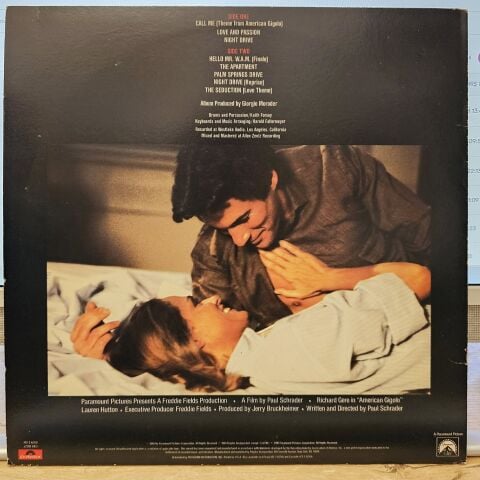 SIDE ONE
CALL ME (Theme from American Gigolo)
LOVE AND PASSION
NIGHT DRIVE
SIDE TWO
HELLO MR. W.A.M. (Finale)
THE APARTMENT
PALM SPRINGS DRIVE
NIGHT DRIVE (Reprise)
THE SEDUCTION (Love Theme)
Album Produced by Giorgio Moroder
Drums and Percussion/Keith Forsey
Keyboards and Music Arranging: Harold Faltermeyer
Recorded at Westlake Audio, Los Angeles, California
Mixed and Mastered at Allen Zentz Recording
Paramount Pictures Presents A Freddie Fields Production • A Film by Paul Schrader • Richard Gere in "American Gigolo"
Lauren Hutton • Executive Producer Freddie Fields • Produced by Jerry Bruckheimer • Written and Directed by Paul Schrader
A Paramount Picture